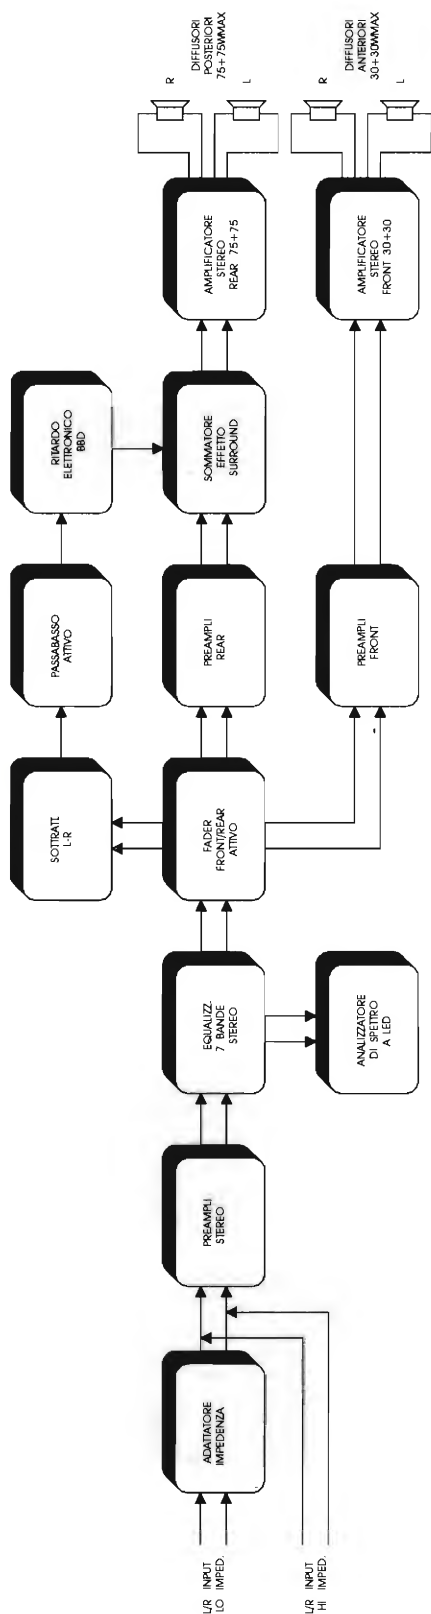 L/R INPUT
LO IMPED.
L/R INPUT
HI IMPED.
ADATTATORE
IMPEDENZA
PREAMPLI
STEREO
EQUALIZZ.
7 BANDE
STEREO
ANALIZZATORE
DI SPETTRO
A LED
SOTTRATT.
L-R
FADER
FRONT/REAR
ATTIVO
PASSABASSO
ATTIVO
PREAMPLI
REAR
PREAMPLI
FRONT
RITARDO
ELETTRONICO
BBD
SOMMATORE
EFFETTO
SURROUND
AMPLIFICATORE
STEREO
REAR 75+75
AMPLIFICATORE
STEREO
FRONT 30+30
R
DIFFUSORI
POSTERIORI
75+75WMAX
L
R
DIFFUSORI
ANTERIORI
30+30WMAX
L